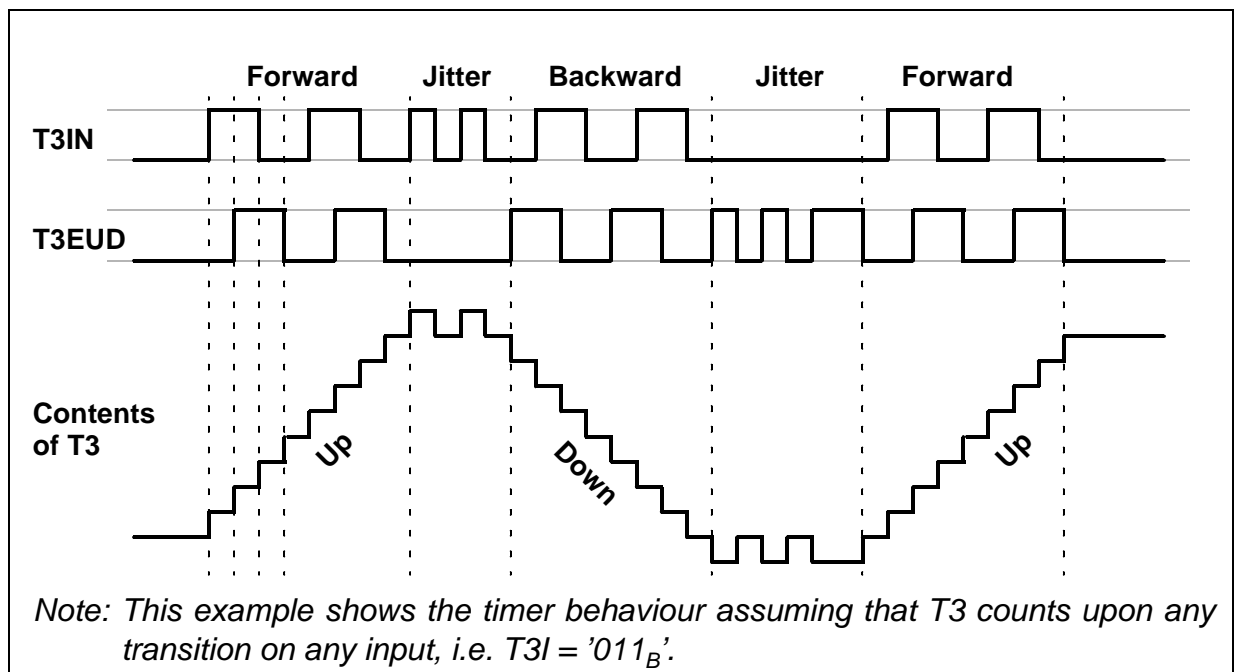 Forward Jitter Backward Jitter Forward
T3IN
T3EUD
Contents
of T3
Up
Down
Up
Note: This example shows the timer behaviour assuming that T3 counts upon any
transition on any input, i.e. T3I = ’011B’.